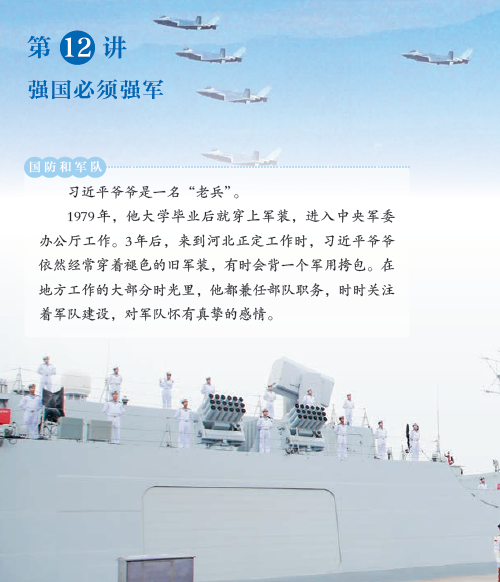 第12讲
强国必须强军
国防和军队
习近平爷爷是一名“老兵”。
1979年，他大学毕业后就穿上军装，进入中央军委
办公厅工作。3年后，来到河北正定工作时，习近平爷爷
依然经常穿着褪色的旧军装，有时会背一个军用挎包。在
地方工作的大部分时光里，他都兼任部队职务，时时关注
着军队建设，对军队怀有真挚的感情。